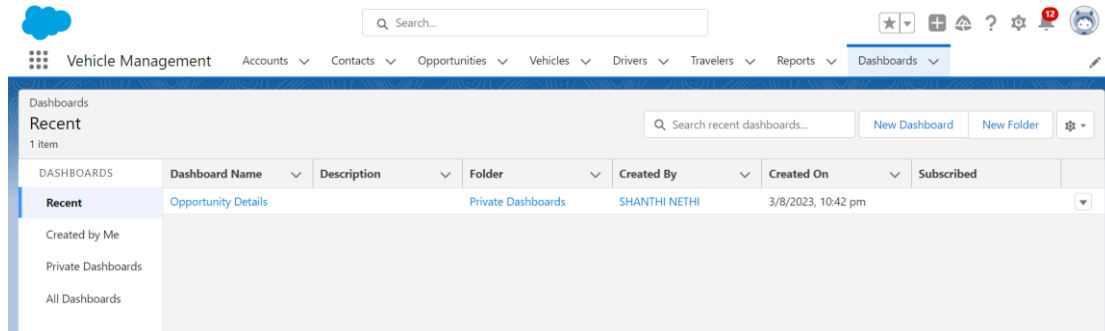 Search...
12
Vehicle Management Accounts Contacts Opportunities Vehicles Drivers Travelers Reports Dashboards
Dashboards
Recent
1 item
Search recent dashboards...
New Dashboard New Folder
DASHBOARDS Dashboard Name Description Folder Created By Created On Subscribed
Recent Opportunity Details Private Dashboards SHANTHI NETHI 3/8/2023, 10:42 pm
Created by Me
Private Dashboards
All Dashboards